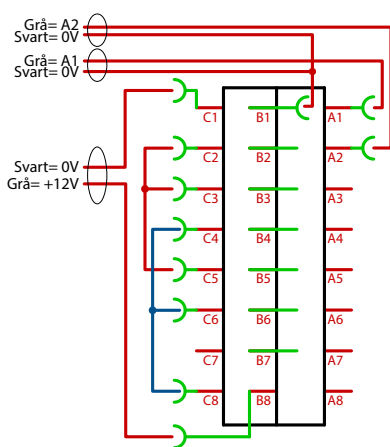 Grå= A2
Svart= 0V
Grå= A1
Svart= 0V
C1 B1 A1
C2 B2 A2
Svart= 0V
Grå= +12V
C3 B3 A3
C4 B4 A4
C5 B5 A5
C6 B6 A6
C7 B7 A7
C8 B8 A8